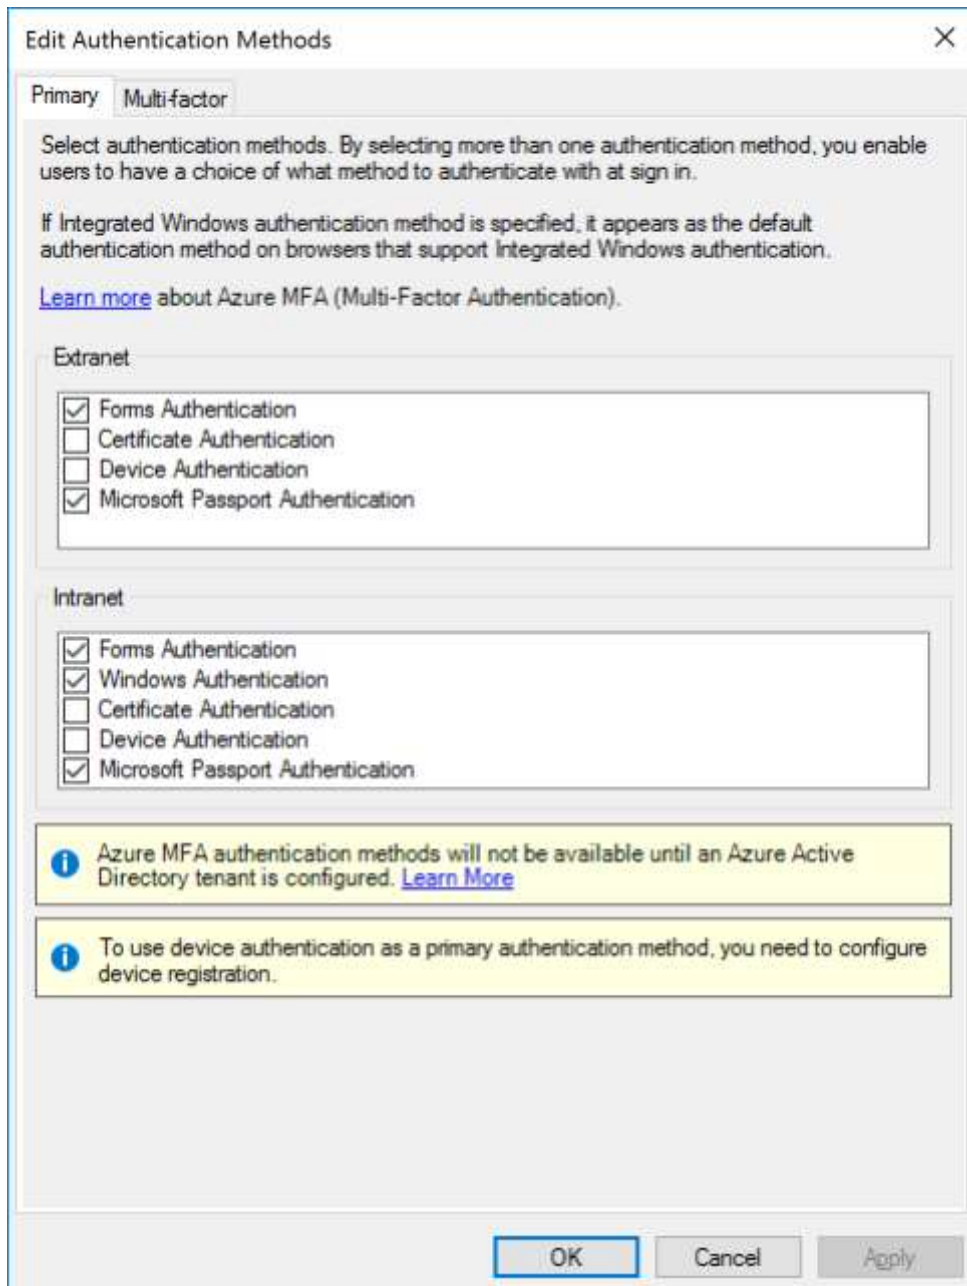 Edit Authentication Methods
Primary
Multi-factor
Select authentication methods. By selecting more than one authentication method, you enable
users to have a choice of what method to authenticate with at sign in.
If Integrated Windows authentication method is specified, it appears as the default
authentication method on browsers that support Integrated Windows authentication.
Learn more about Azure MFA (Multi-Factor Authentication).
Extranet
Forms Authentication
Certificate Authentication
Device Authentication
Microsoft Passport Authentication
Intranet
Forms Authentication
Windows Authentication
Certificate Authentication
Device Authentication
Microsoft Passport Authentication
Azure MFA authentication methods will not be available until an Azure Active
Directory tenant is configured. Learn More
To use device authentication as a primary authentication method, you need to configure
device registration.
OK
Cancel
Apply